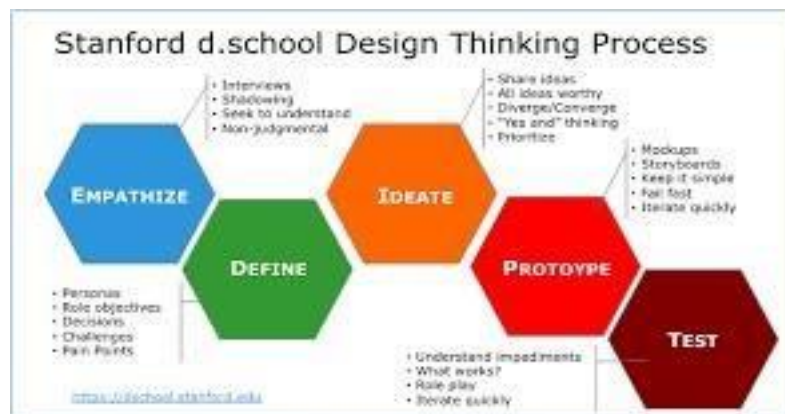 Stanford d.school Design Thinking Process
• Interviews
• Shadowing
• Seek to understand
• Non-judgmental
EMPATHIZE
• Personas
• Role objectives
• Decisions
• Challenges
• Pain Points
DEFINE
• Share ideas
• All ideas worthy
• Diverge/Converge
• "Yes and" thinking
• Prioritize
IDEATE
• Mockups
• Storyboards
• Keep it simple
• Fail fast
• Iterate quickly
PROTOYPE
• Understand impediments
• What works?
• Role play
• Iterate quickly
TEST
https://dschool.stanford.edu